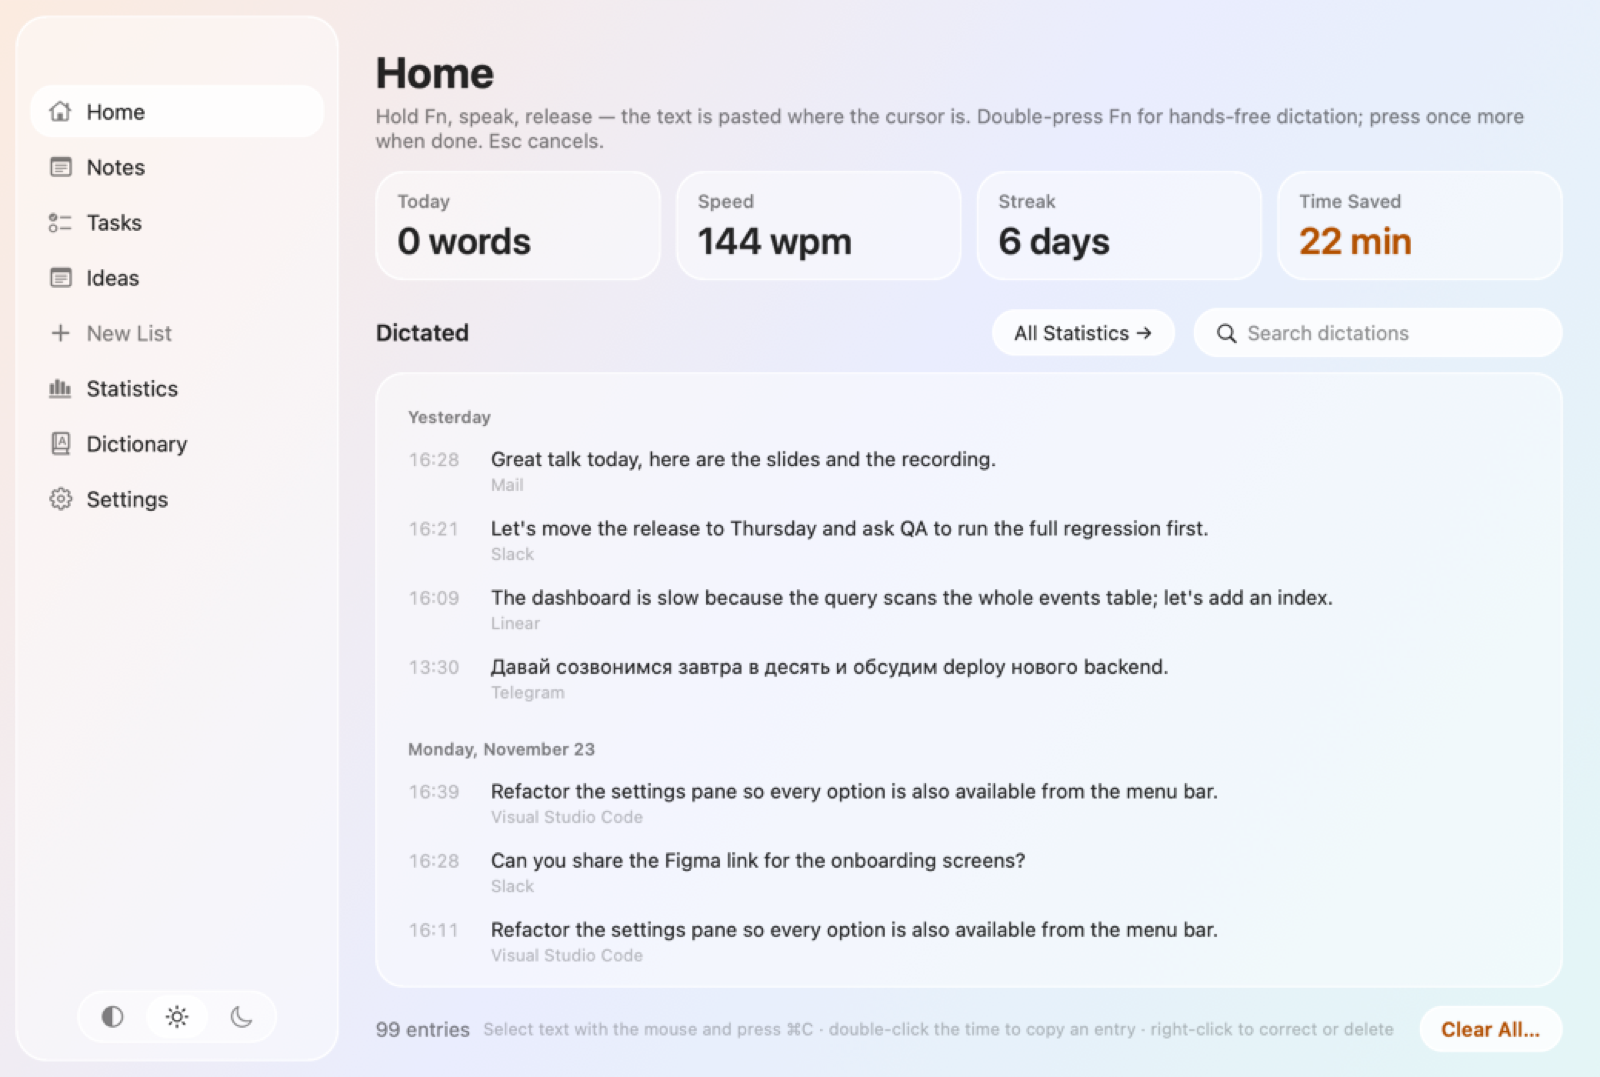 Home
Notes
Tasks
Ideas
New List
Statistics
Dictionary
Settings
Home
Hold Fn, speak, release — the text is pasted where the cursor is. Double-press Fn for hands-free dictation; press once more
when done. Esc cancels.
Today
0 words
Speed
144 wpm
Streak
6 days
Time Saved
22 min
Dictated
All Statistics →
Search dictations
Yesterday
16:28 Great talk today, here are the slides and the recording.
Mail
16:21 Let's move the release to Thursday and ask QA to run the full regression first.
Slack
16:09 The dashboard is slow because the query scans the whole events table; let's add an index.
Linear
13:30 Давай созвонимся завтра в десять и обсудим deploy нового backend.
Telegram
Monday, November 23
16:39 Refactor the settings pane so every option is also available from the menu bar.
Visual Studio Code
16:28 Can you share the Figma link for the onboarding screens?
Slack
16:11 Refactor the settings pane so every option is also available from the menu bar.
Visual Studio Code
99 entries Select text with the mouse and press ⌘C · double-click the time to copy an entry · right-click to correct or delete
Clear All...